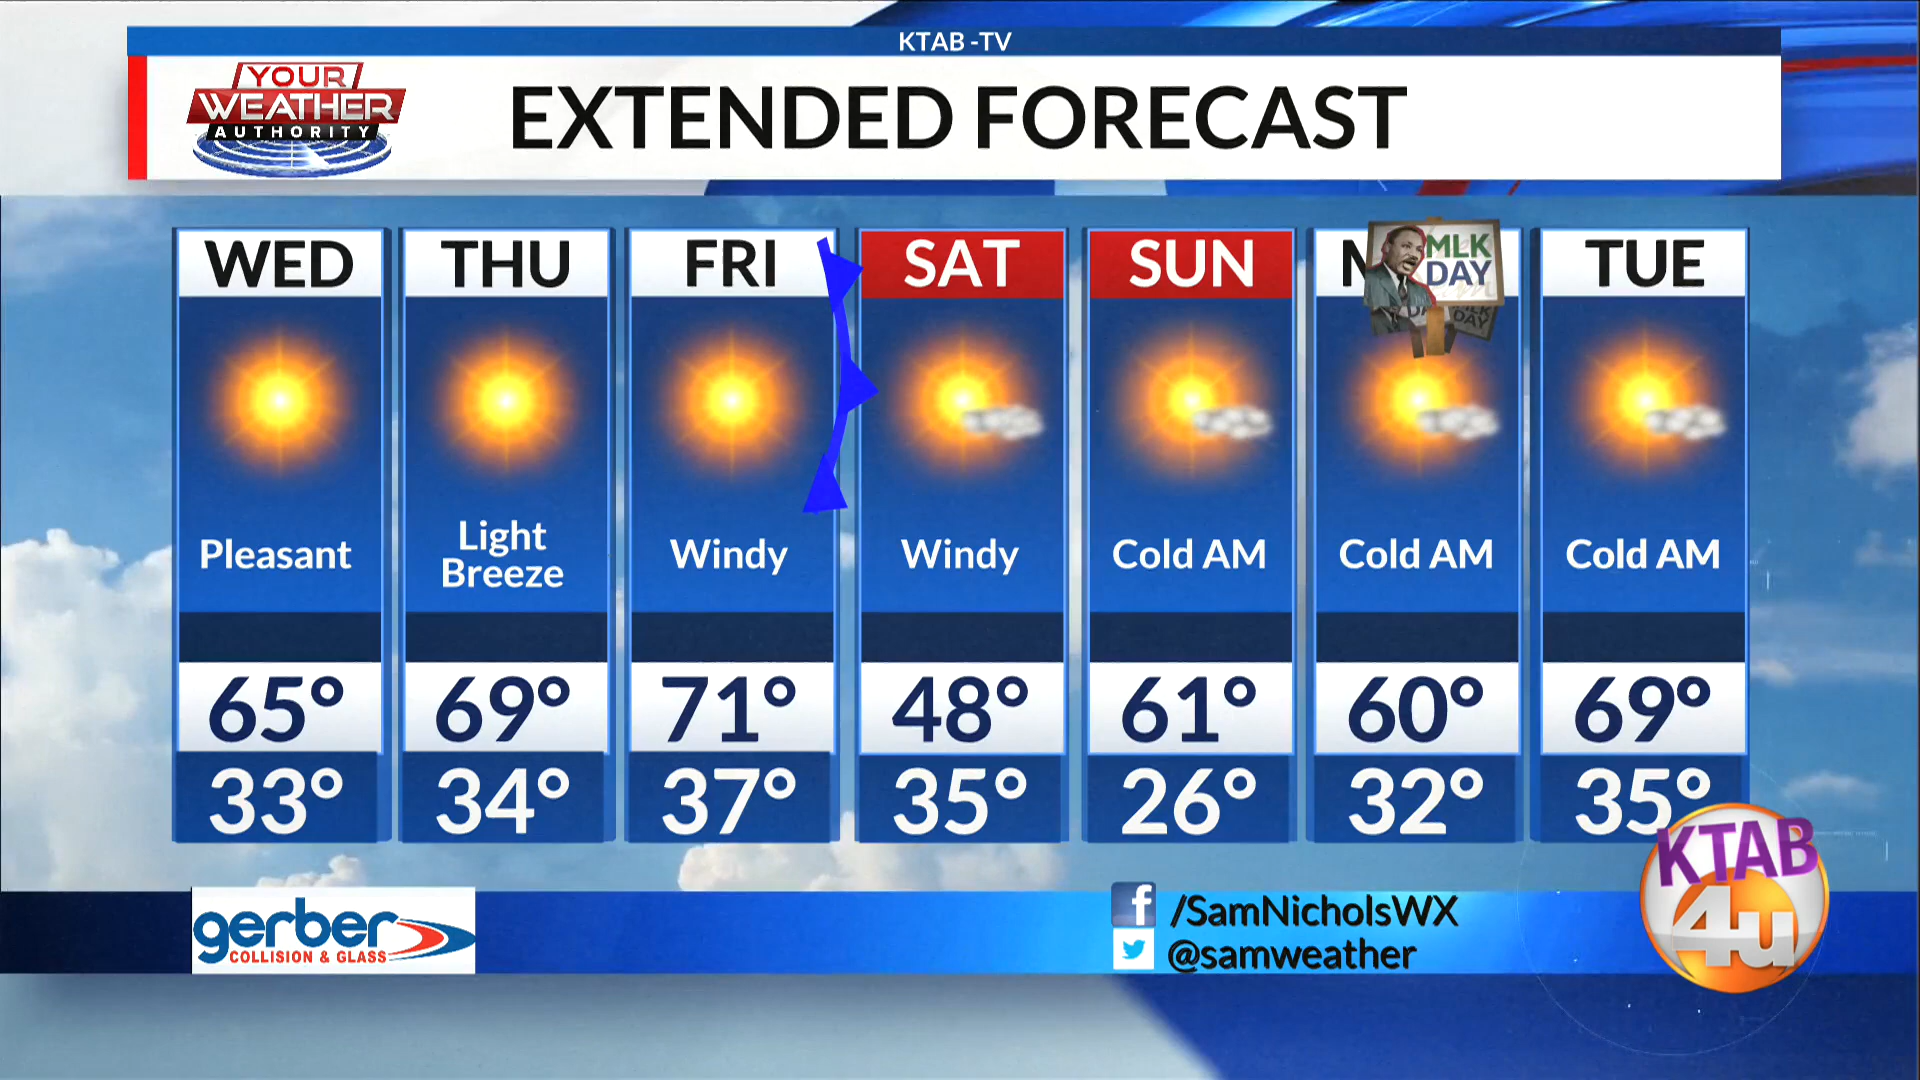 KTAB -TV
YOUR
WEATHER
AUTHORITY
EXTENDED FORECAST
WED THU FRI SAT SUN M TUE
MLK
DAY
MLK
DAY
Pleasant Light Breeze Windy Windy Cold AM Cold AM Cold AM
65° 69° 71° 48° 61° 60° 69°
33° 34° 37° 35° 26° 32° 35°
KTAB
4u
gerber
COLLISION & GLASS
f /SamNicholsWX
@samweather